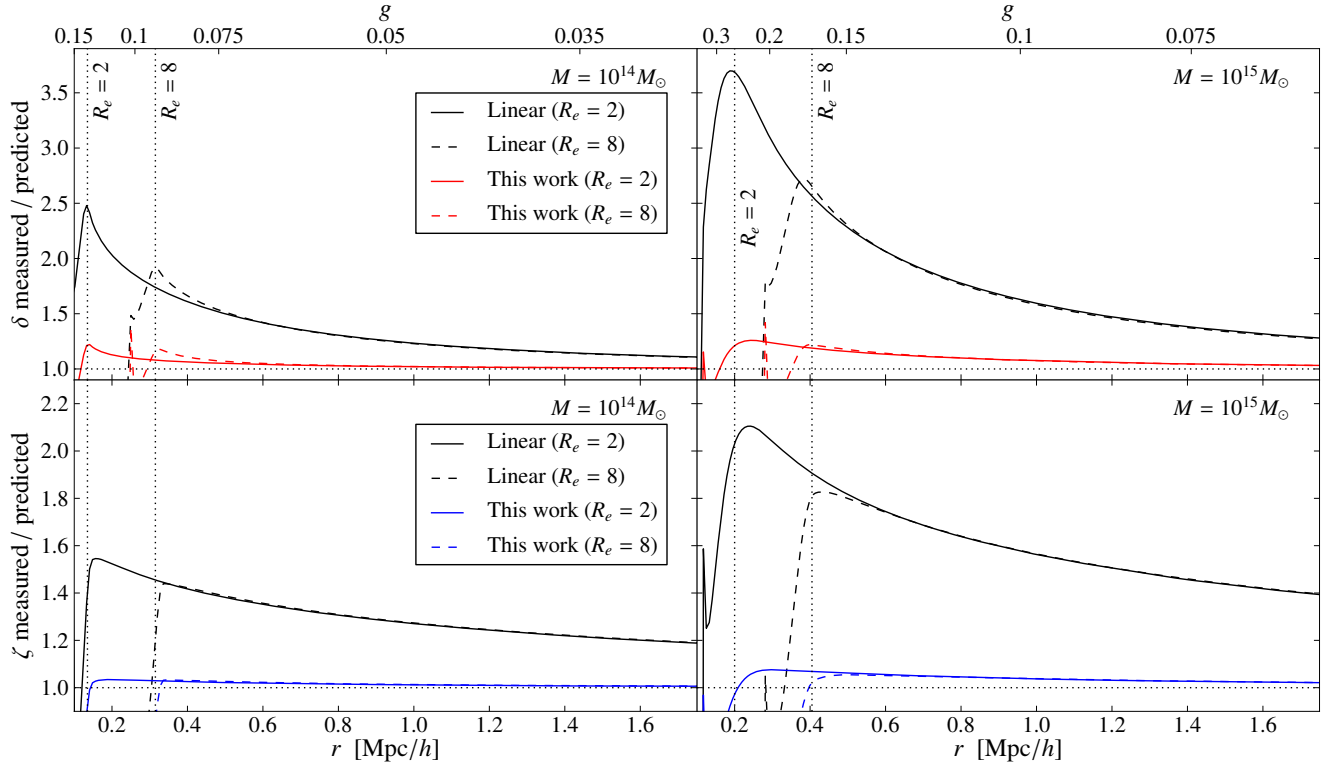 g g
0.15 0.1 0.075 0.05 0.035 0.3 0.2 0.15 0.1 0.075
δ measured / predicted
3.5
3.0
2.5
2.0
1.5
1.0
R_e = 2
R_e = 8
M = 10^14 M_⊙
Linear (R_e = 2)
Linear (R_e = 8)
This work (R_e = 2)
This work (R_e = 8)
R_e = 2
R_e = 8
M = 10^15 M_⊙
ζ measured / predicted
2.2
2.0
1.8
1.6
1.4
1.2
1.0
M = 10^14 M_⊙
Linear (R_e = 2)
Linear (R_e = 8)
This work (R_e = 2)
This work (R_e = 8)
M = 10^15 M_⊙
0.2 0.4 0.6 0.8 1.0 1.2 1.4 1.6 0.2 0.4 0.6 0.8 1.0 1.2 1.4 1.6
r [Mpc/h] r [Mpc/h]